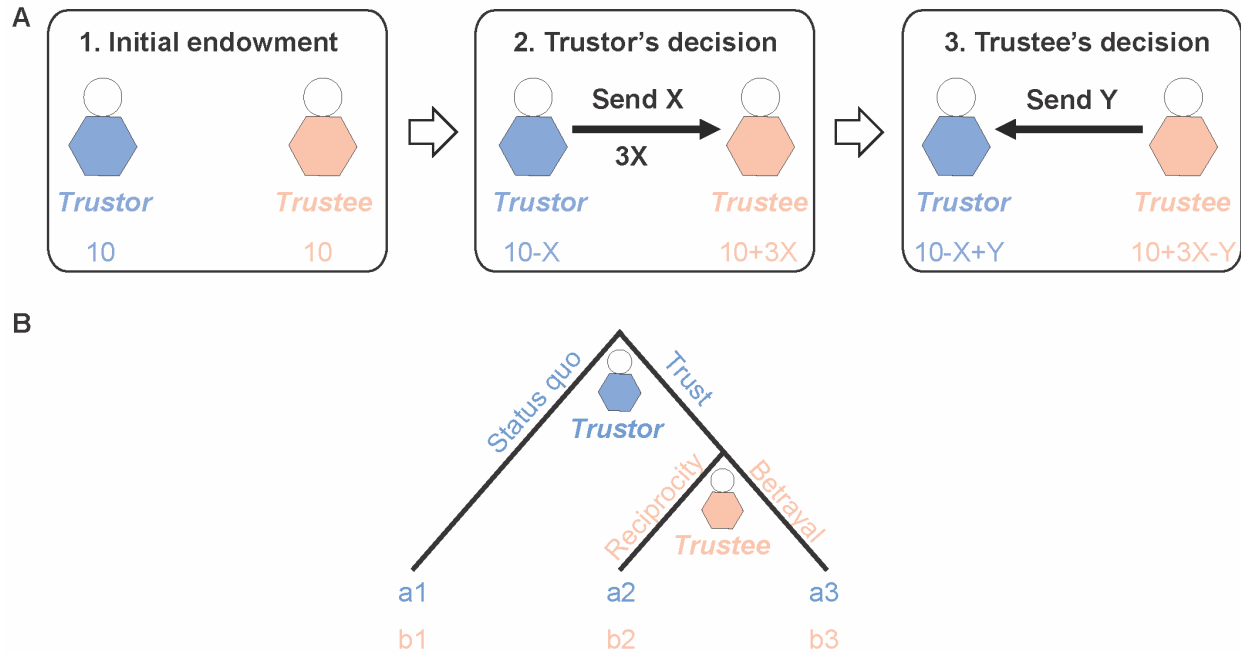 A
1. Initial endowment
Trustor
Trustee
10
10
2. Trustor's decision
Send X
3X
Trustor
Trustee
10-X
10+3X
3. Trustee's decision
Send Y
Trustor
Trustee
10-X+Y
10+3X-Y
B
Status quo
Trust
Trustor
Reciprocity
Betrayal
Trustee
a1
a2
a3
b1
b2
b3